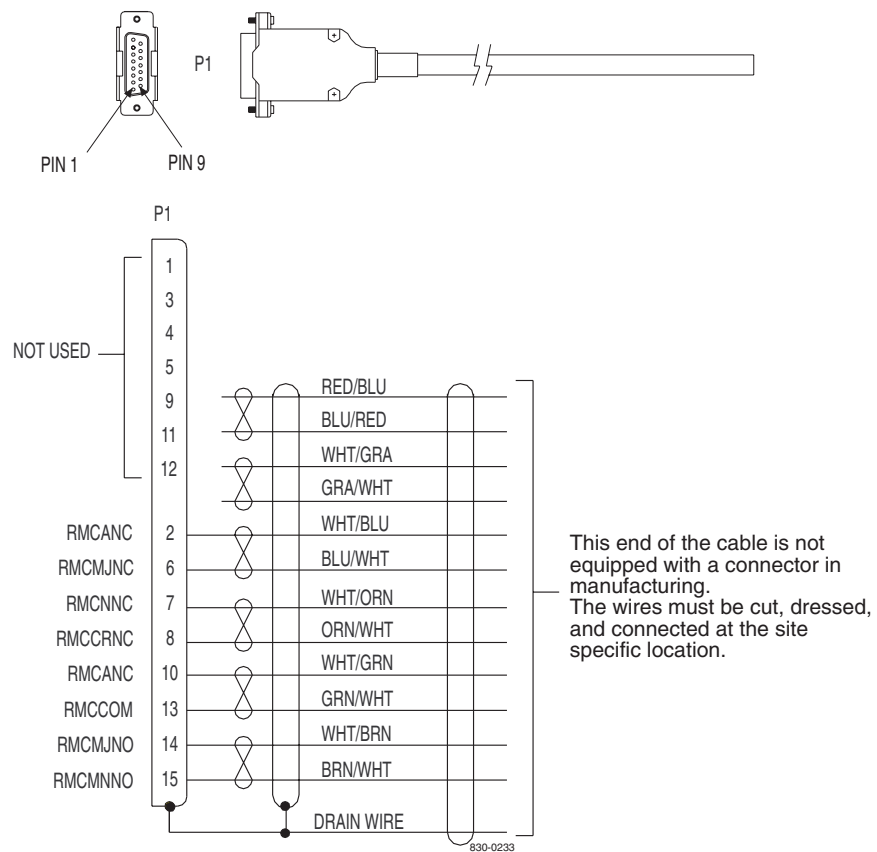 P1
PIN 1
PIN 9
P1
1
3
4
5
9
11
12
NOT USED
RED/BLU
BLU/RED
WHT/GRA
GRA/WHT
RMCANC 2 WHT/BLU
RMCMJNC 6 BLU/WHT
RMCNNC 7 WHT/ORN
RMCCRNC 8 ORN/WHT
RMCANC 10 WHT/GRN
RMCCOM 13 GRN/WHT
RMCMJNO 14 WHT/BRN
RMCMNNO 15 BRN/WHT
DRAIN WIRE
830-0233
This end of the cable is not
equipped with a connector in
manufacturing.
The wires must be cut, dressed,
and connected at the site
specific location.